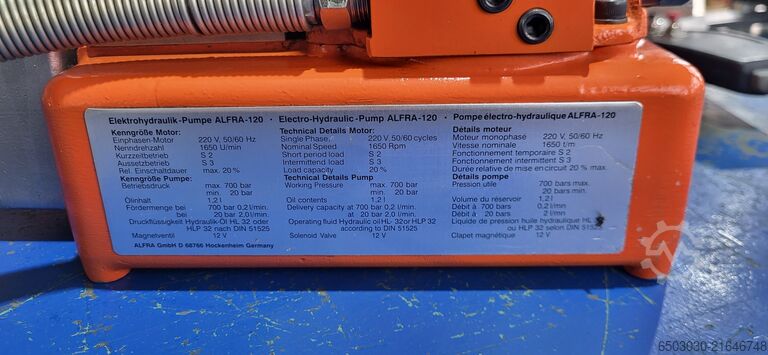 Elektrohydraulik-Pumpe ALFRA-120 · Electro-Hydraulic-Pump ALFRA-120 · Pompe électro-hydraulique ALFRA-120
Kenngröße Motor:
Einphasen-Motor 220 V, 50/60 Hz
Nenndrehzahl 1650 U/min
Kurzzeitbetrieb S 2
Aussetzbetrieb S 3
Rel. Einschaltdauer max. 20 %
Kenngröße Pumpe:
Betriebsdruck max. 700 bar
min. 20 bar
Ölinhalt 1,2 l
Fördermenge bei 700 bar 0,2 l/min.
bei 20 bar 2,0 l/min.
Druckflüssigkeit Hydraulik-Öl HL 32 oder
HLP 32 nach DIN 51525
Magnetventil 12 V
ALFRA GmbH D 68766 Hockenheim Germany
Technical Details Motor:
Single Phase 220 V, 50/60 cycles
Nominal Speed 1650 Rpm
Short period load S 2
Intermittend load S 3
Load capacity 20 %
Technical Details Pump
Working Pressure max. 700 bar
min. 20 bar
Oil contents 1,2 l
Delivery capacity at 700 bar 0,2 l/min.
at 20 bar 2,0 l/min.
Operating fluid Hydraulic oil HL 32 or HLP 32
according to DIN 51525
Solenoid Valve 12 V
Détails moteur
Moteur monophasé 220 V, 50/60 Hz
Vitesse nominale 1650 t/m
Fonctionnement temporaire S 2
Fonctionnement intermittent S 3
Durée relative de mise en circuit 20 % max.
Détails pompe
Pression utile 700 bars max.
20 bars min.
Volume du réservoir 1,2 l
Débit à 700 bars 0,2 l/min
Débit à 20 bars 2 l/min
Liquide de pression huile hydraulique HL
ou HLP 32 selon DIN 51525
Clapet magnétique 12 V
6503030-21646748